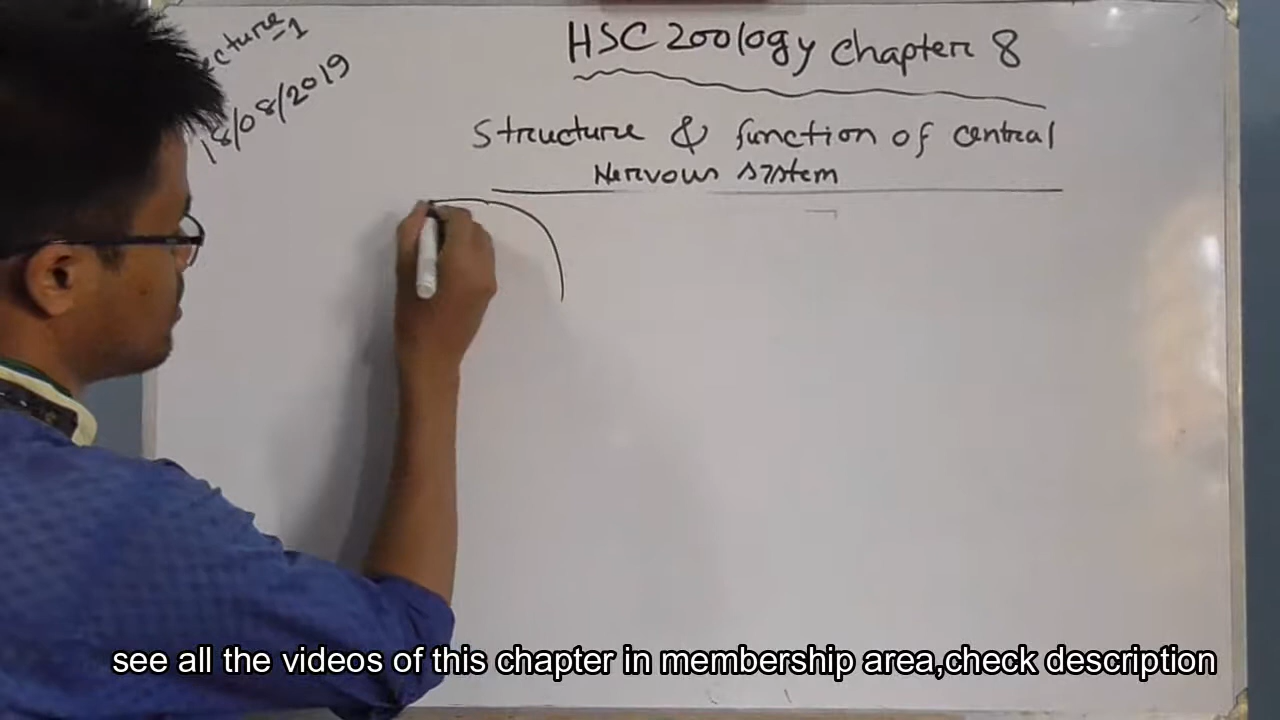 ecture-1
18/08/2019
HSC Zoology Chapter 8
Structure & function of central
Nervous system
see all the videos of this chapter in membership area,check description